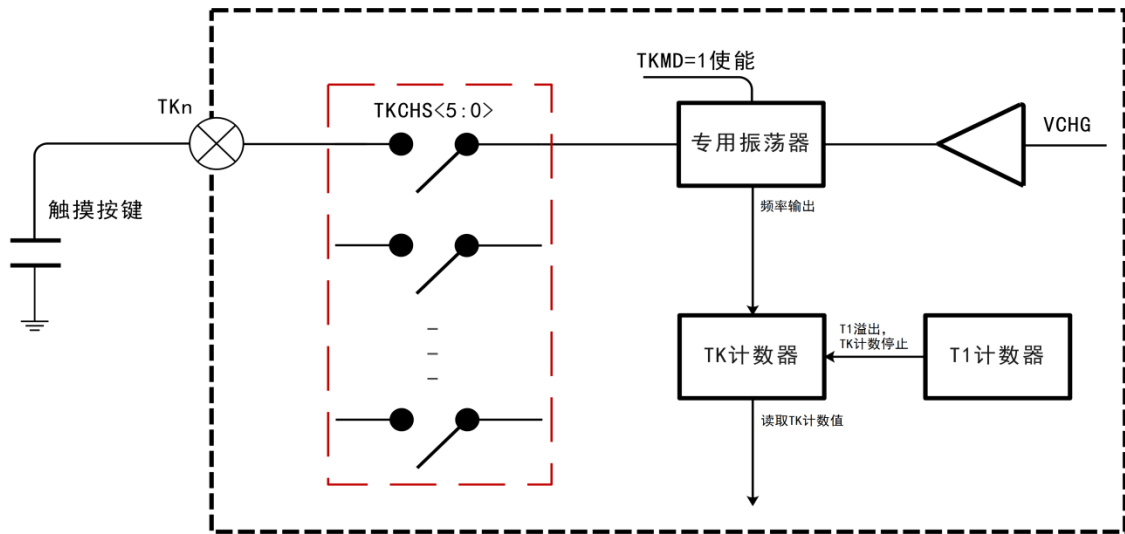 TKMD=1使能
TKn
TKCHS<5:0>
VCHG
专用振荡器
触摸按键
频率输出
T1溢出,
TK计数停止
TK计数器
T1计数器
读取TK计数值